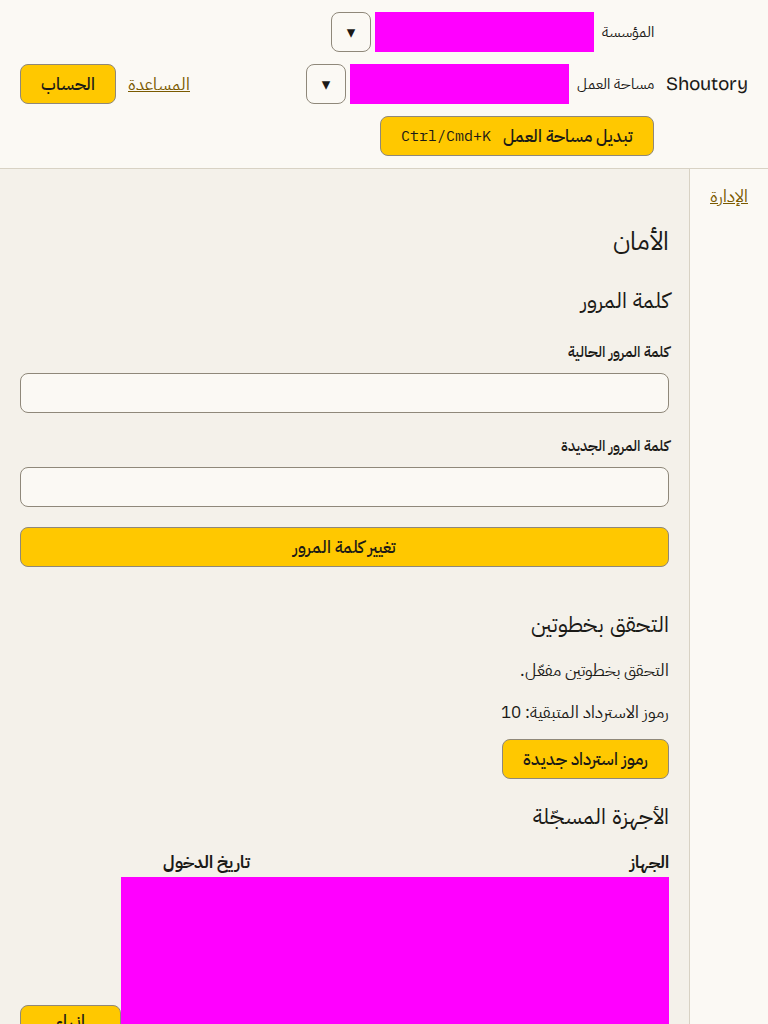 المؤسسة ▼
Shoutory
مساحة العمل ▼
المساعدة
الحساب
تبديل مساحة العمل Ctrl/Cmd+K
الإدارة
الأمان
كلمة المرور
كلمة المرور الحالية
كلمة المرور الجديدة
تغيير كلمة المرور
التحقق بخطوتين
التحقق بخطوتين مفعّل.
رموز الاسترداد المتبقية: 10
رموز استرداد جديدة
الأجهزة المسجّلة
الجهاز تاريخ الدخول